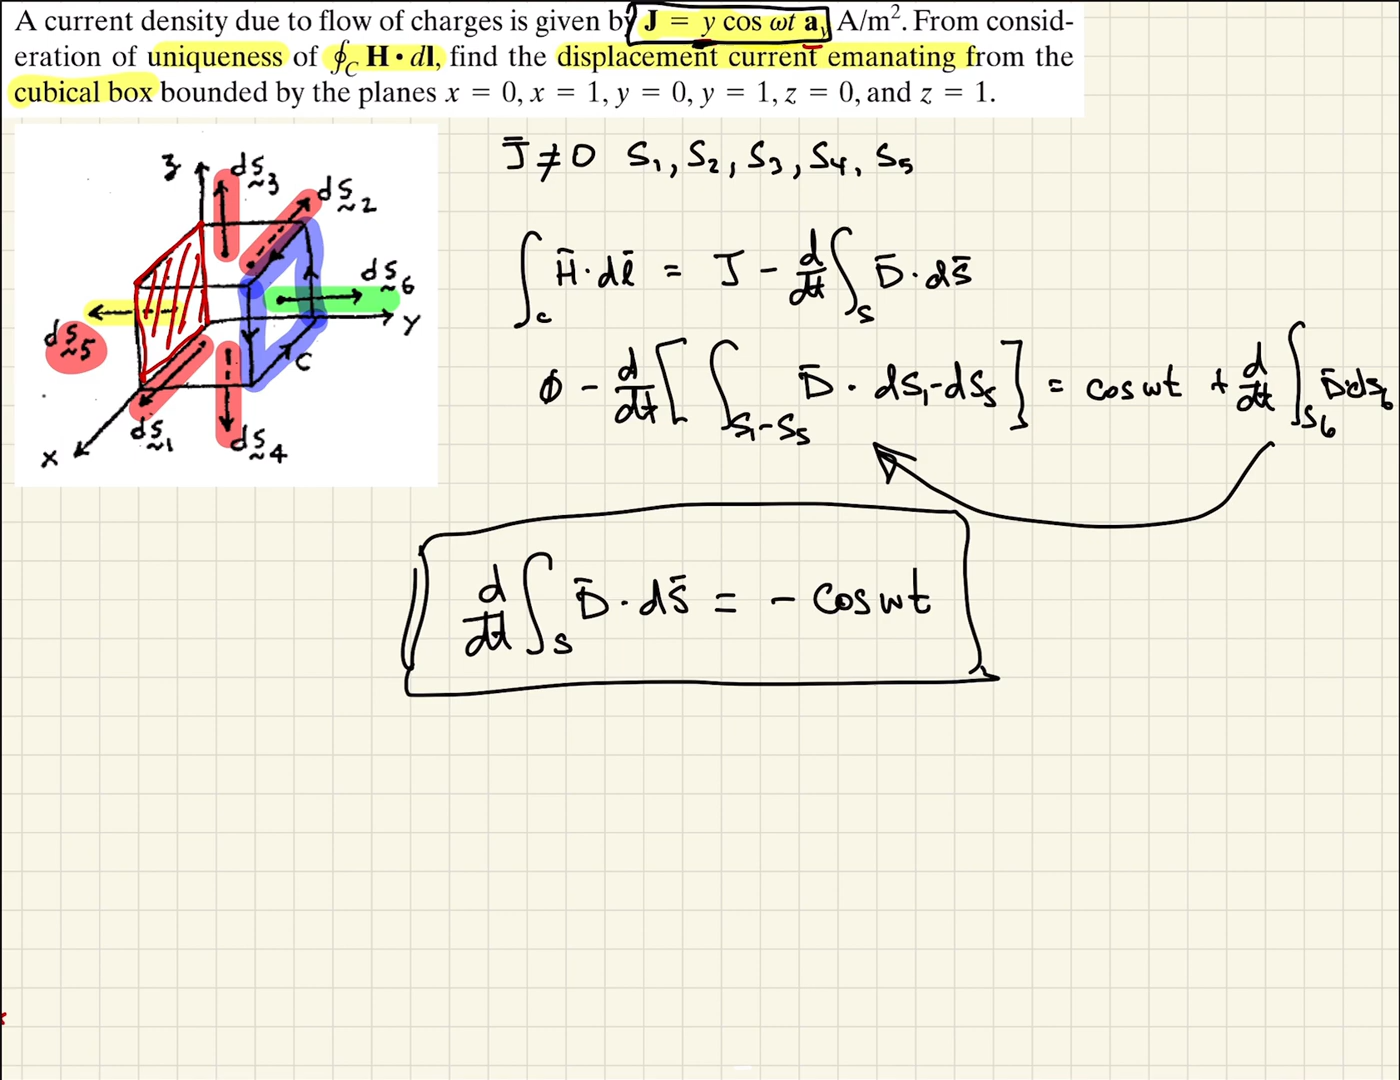 A current density due to flow of charges is given by J = y cos ωt a_y A/m². From consid-
eration of uniqueness of ∮_C H • dl, find the displacement current emanating from the
cubical box bounded by the planes x = 0, x = 1, y = 0, y = 1, z = 0, and z = 1.
J̄ ≠ 0 S₁, S₂, S₃, S₄, S₅
z dS₃ dS₂
dS₆
y
dS₅
C
dS₁ dS₄
x
∫_c H̄ · dl̄ = J - d/dt ∫_s D̄ · ds̄
∅ - d/dt [ ∫_{S₁-S₅} D̄ · dS₁-dS₅ ] = cos wt + d/dt ∫_{S₆} D̄·dS₆
d/dt ∫_S D̄ · ds̄ = - cos wt